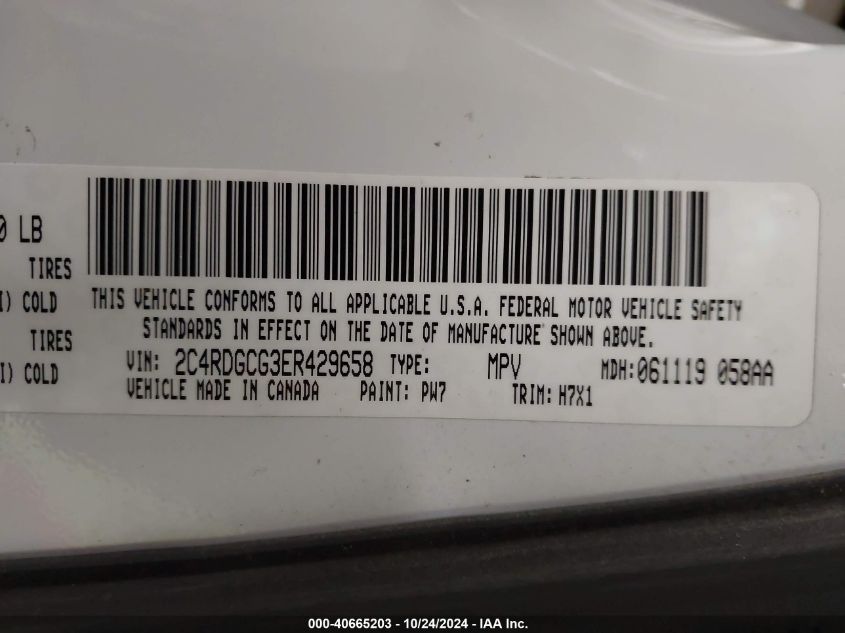 0 LB
TIRES
I) COLD
TIRES
I) COLD
THIS VEHICLE CONFORMS TO ALL APPLICABLE U.S.A. FEDERAL MOTOR VEHICLE SAFETY
STANDARDS IN EFFECT ON THE DATE OF MANUFACTURE SHOWN ABOVE.
VIN: 2C4RDGCG3ER429658 TYPE: MPV MDH:061119 058AA
VEHICLE MADE IN CANADA PAINT: PW7 TRIM: H7X1
000-40665203 - 10/24/2024 - IAA Inc.